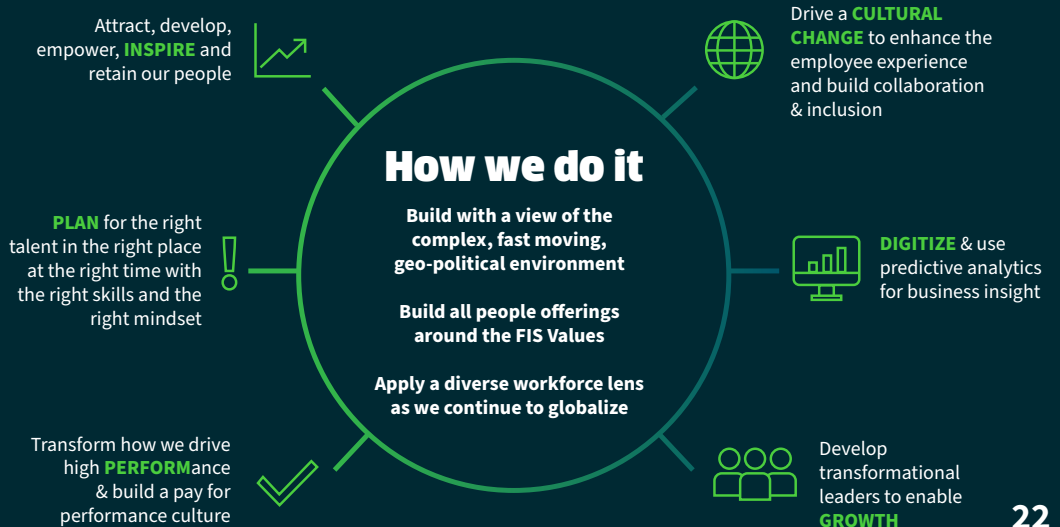 Attract, develop,
empower, INSPIRE and
retain our people
Drive a CULTURAL
CHANGE to enhance the
employee experience
and build collaboration
& inclusion
How we do it
Build with a view of the
complex, fast moving,
geo-political environment
Build all people offerings
around the FIS Values
Apply a diverse workforce lens
as we continue to globalize
PLAN for the right
talent in the right place
at the right time with
the right skills and the
right mindset
DIGITIZE & use
predictive analytics
for business insight
Transform how we drive
high PERFORMance
& build a pay for
performance culture
Develop
transformational
leaders to enable
GROWTH
22